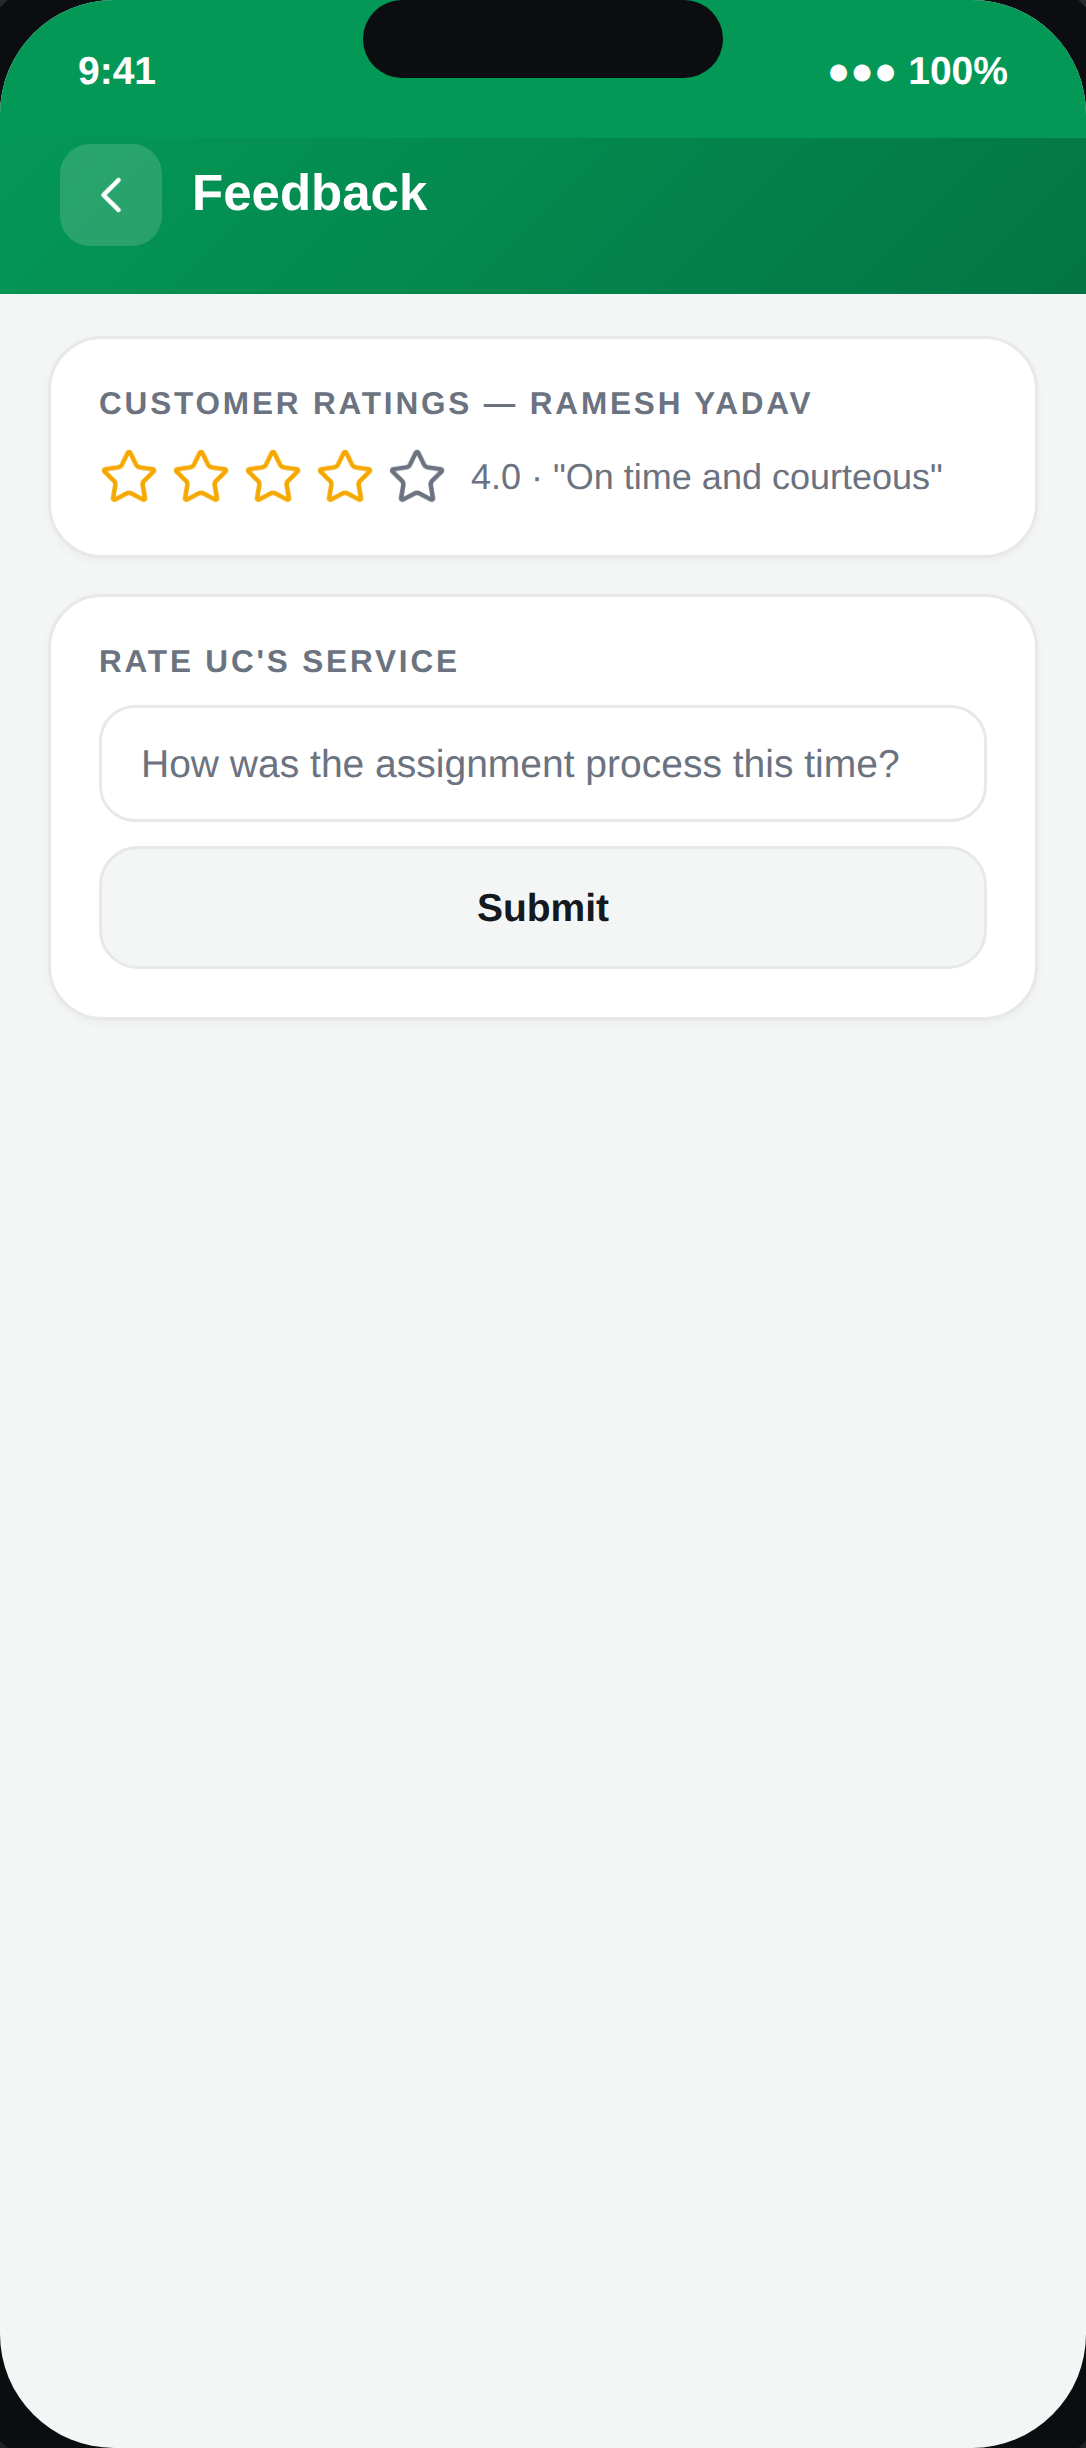 9:41
●●● 100%
Feedback
CUSTOMER RATINGS — RAMESH YADAV
4.0 · "On time and courteous"
RATE UC'S SERVICE
How was the assignment process this time?
Submit